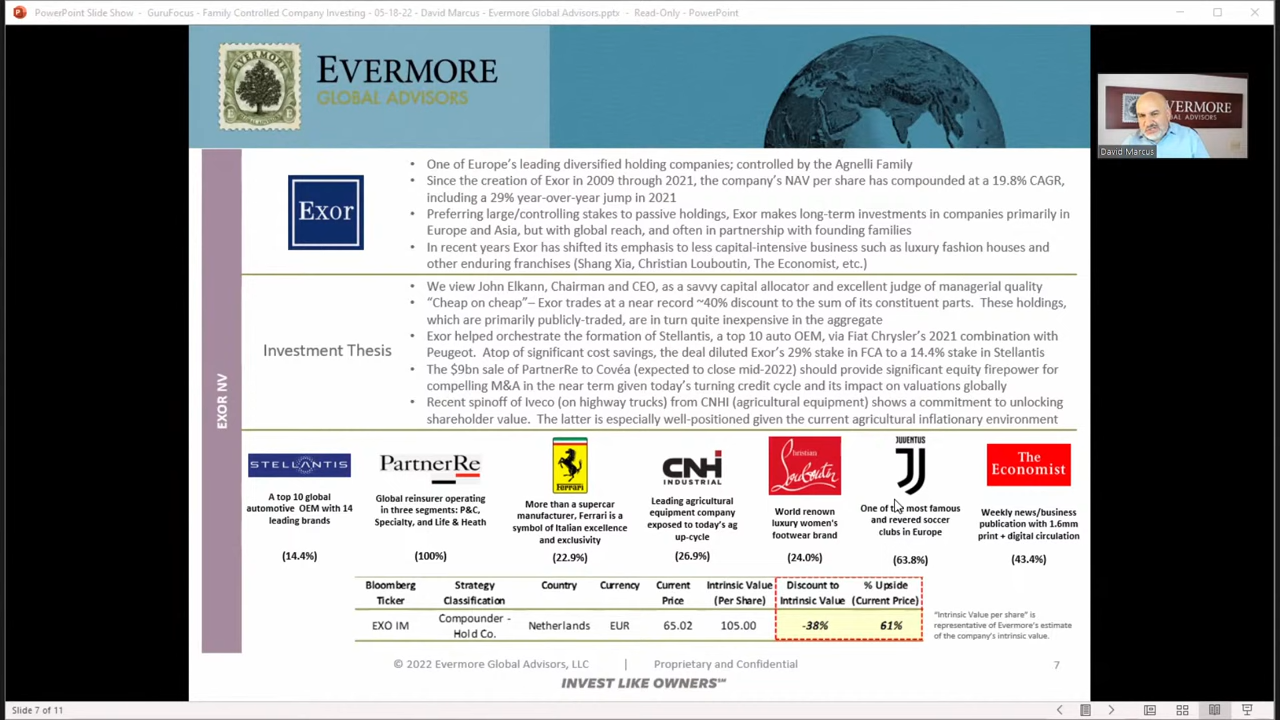 PowerPoint Slide Show - GuruFocus - Family Controlled Company Investing - 05-18-22 - David Marcus - Evermore Global Advisors.pptx - Read-Only - PowerPoint
EVERMORE
GLOBAL ADVISORS
E E
EVERMORE
GLOBAL ADVISORS
David Marcus
EXOR NV
Exor
• One of Europe's leading diversified holding companies; controlled by the Agnelli Family
• Since the creation of Exor in 2009 through 2021, the company's NAV per share has compounded at a 19.8% CAGR,
including a 29% year-over-year jump in 2021
• Preferring large/controlling stakes to passive holdings, Exor makes long-term investments in companies primarily in
Europe and Asia, but with global reach, and often in partnership with founding families
• In recent years Exor has shifted its emphasis to less capital-intensive business such as luxury fashion houses and
other enduring franchises (Shang Xia, Christian Louboutin, The Economist, etc.)
Investment Thesis
• We view John Elkann, Chairman and CEO, as a savvy capital allocator and excellent judge of managerial quality
• "Cheap on cheap"– Exor trades at a near record ~40% discount to the sum of its constituent parts. These holdings,
which are primarily publicly-traded, are in turn quite inexpensive in the aggregate
• Exor helped orchestrate the formation of Stellantis, a top 10 auto OEM, via Fiat Chrysler's 2021 combination with
Peugeot. Atop of significant cost savings, the deal diluted Exor's 29% stake in FCA to a 14.4% stake in Stellantis
• The $9bn sale of PartnerRe to Covéa (expected to close mid-2022) should provide significant equity firepower for
compelling M&A in the near term given today's turning credit cycle and its impact on valuations globally
• Recent spinoff of Iveco (on highway trucks) from CNHI (agricultural equipment) shows a commitment to unlocking
shareholder value. The latter is especially well-positioned given the current agricultural inflationary environment
STELLANTIS
A top 10 global
automotive OEM with 14
leading brands
(14.4%)
PartnerRe
Global reinsurer operating
in three segments: P&C,
Specialty, and Life & Heath
(100%)
Ferrari
More than a supercar
manufacturer, Ferrari is a
symbol of Italian excellence
and exclusivity
(22.9%)
CNH
INDUSTRIAL
Leading agricultural
equipment company
exposed to today's ag
up-cycle
(26.9%)
Christian
Louboutin
World renown
luxury women's
footwear brand
(24.0%)
JUVENTUS
One of the most famous
and revered soccer
clubs in Europe
(63.8%)
The
Economist
Weekly news/business
publication with 1.6mm
print + digital circulation
(43.4%)
Bloomberg Ticker Strategy Classification Country Currency Current Price Intrinsic Value (Per Share) Discount to Intrinsic Value % Upside (Current Price)
EXO IM Compounder - Hold Co. Netherlands EUR 65.02 105.00 -38% 61%
"Intrinsic Value per share" is
representative of Evermore's estimate
of the company's intrinsic value.
© 2022 Evermore Global Advisors, LLC | Proprietary and Confidential 7
INVEST LIKE OWNERS℠
Slide 7 of 11